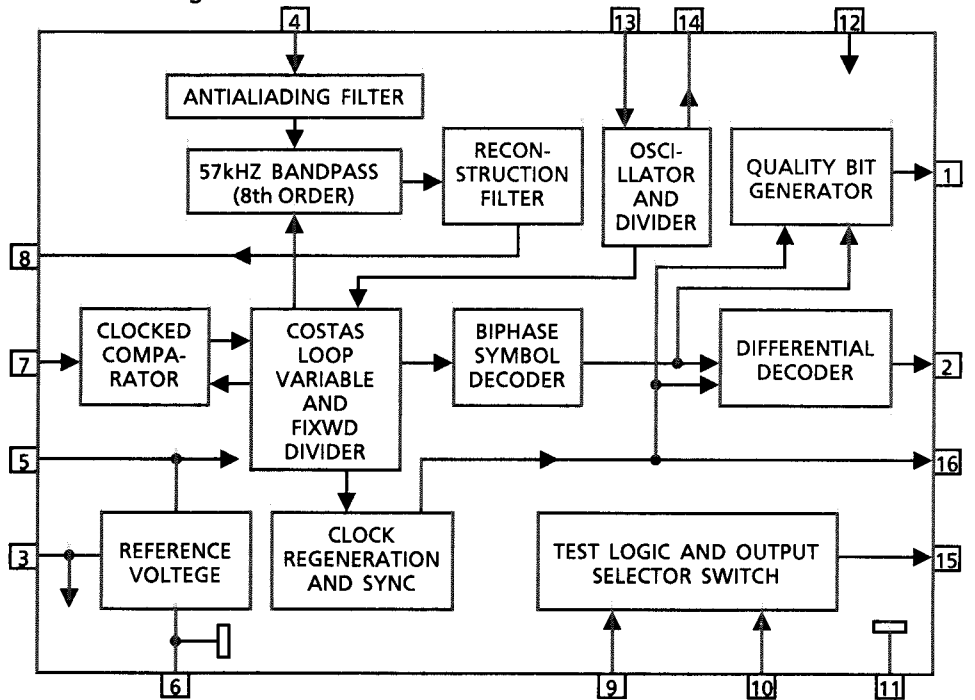 4
13
14
12
ANTIALIADING FILTER
57kHZ BANDPASS
(8th ORDER)
RECON-
STRUCTION
FILTER
OSCI-
LLATOR
AND
DIVIDER
QUALITY BIT
GENERATOR
1
8
CLOCKED
COMPA-
RATOR
7
COSTAS
LOOP
VARIABLE
AND
FIXWD
DIVIDER
BIPHASE
SYMBOL
DECODER
DIFFERENTIAL
DECODER
2
5
16
3
REFERENCE
VOLTEGE
CLOCK
REGENERATION
AND SYNC
TEST LOGIC AND OUTPUT
SELECTOR SWITCH
15
6
9
10
11